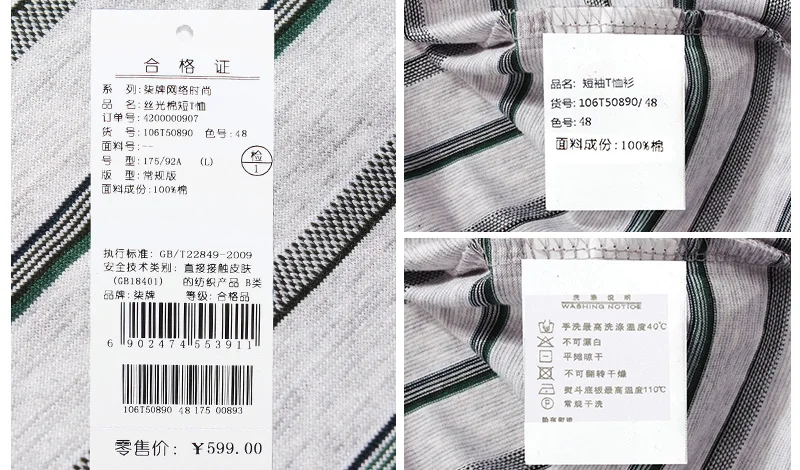 合格证
系 列:柒牌网络时尚
品 名:丝光棉短T恤
订单号:4200000907
货 号:106T50890 色号:48
面料号:--
号 型:175/92A (L)
检
1
版 型:常规版
面料成份:100%棉
执行标准: GB/T22849-2009
安全技术类别: 直接接触皮肤
(GB18401) 的纺织产品 B类
品牌:柒牌 等级:合格品
6 902474 553911
106T50890 48 175 00893
零售价: ¥599.00
品名: 短袖T恤衫
货号: 106T50890/ 48
色号: 48
面料成份:100%棉
洗涤说明
WASHING NOTICE
手洗最高洗涤温度40℃
不可漂白
平摊晾干
不可翻转干燥
熨斗底板最高温度110℃
常规干洗